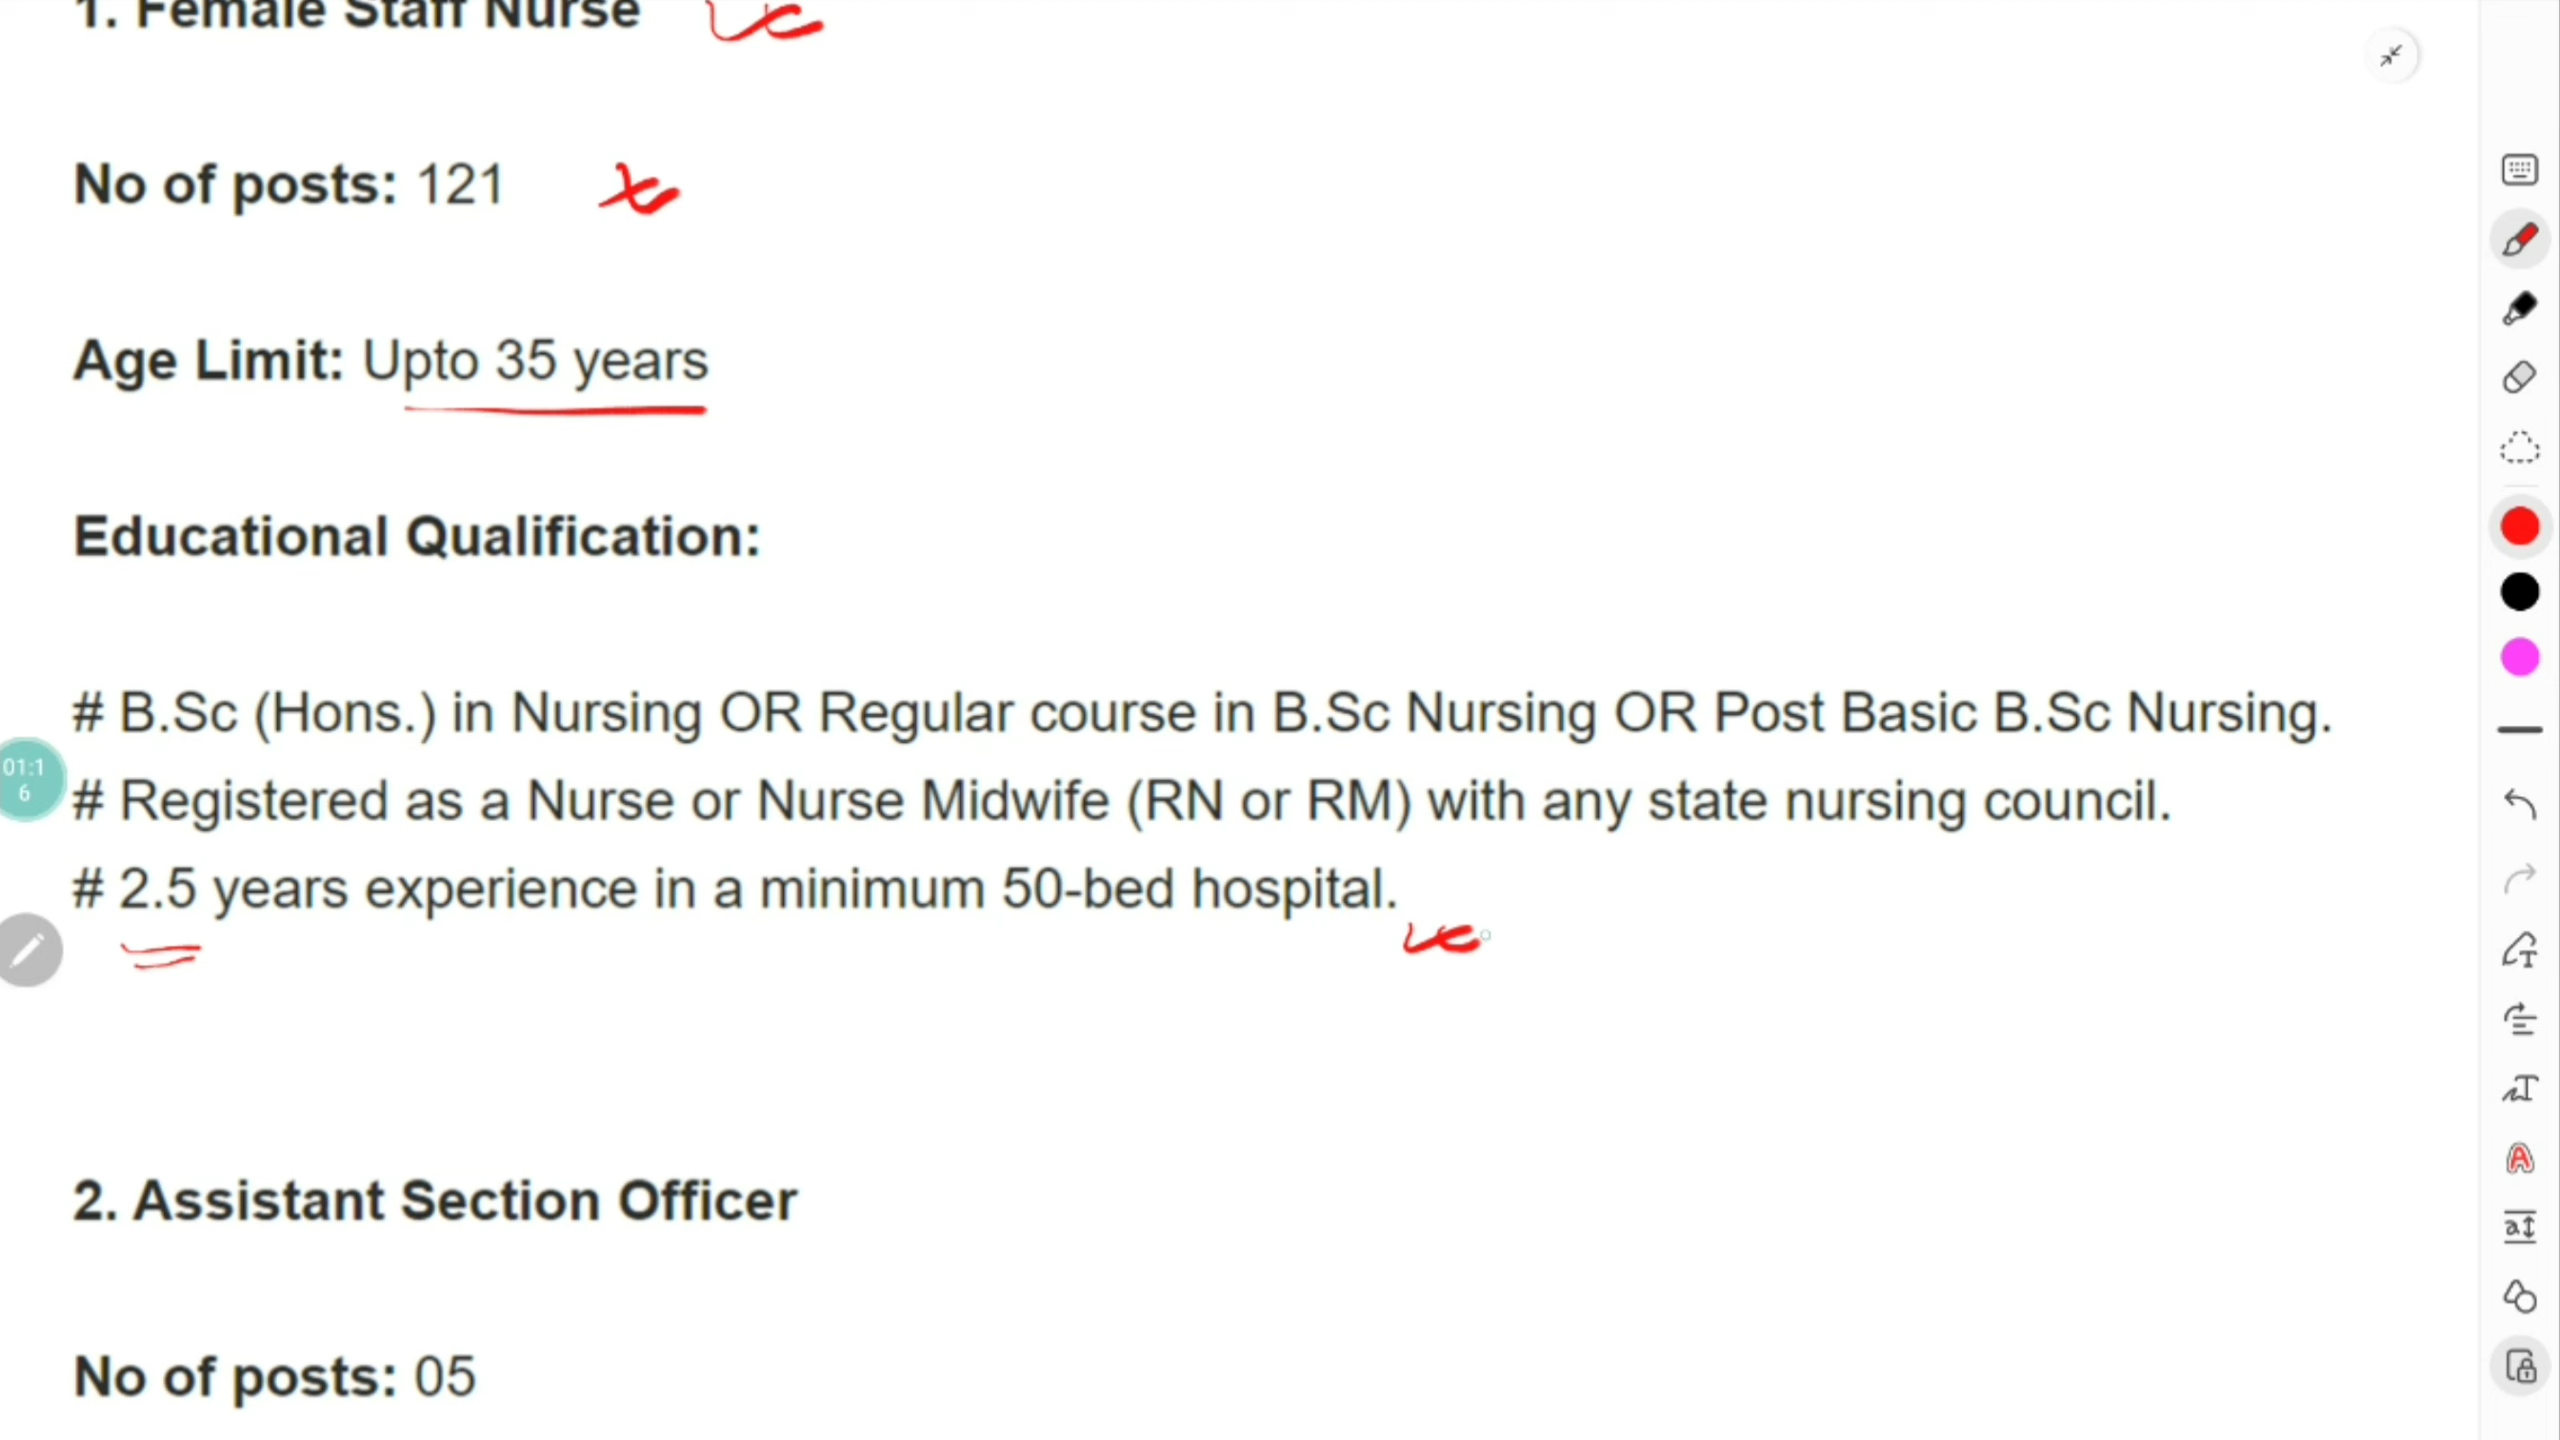 1. Female Staff Nurse
No of posts: 121
Age Limit: Upto 35 years
Educational Qualification:
# B.Sc (Hons.) in Nursing OR Regular course in B.Sc Nursing OR Post Basic B.Sc Nursing.
01:1
6
# Registered as a Nurse or Nurse Midwife (RN or RM) with any state nursing council.
# 2.5 years experience in a minimum 50-bed hospital.
2. Assistant Section Officer
No of posts: 05